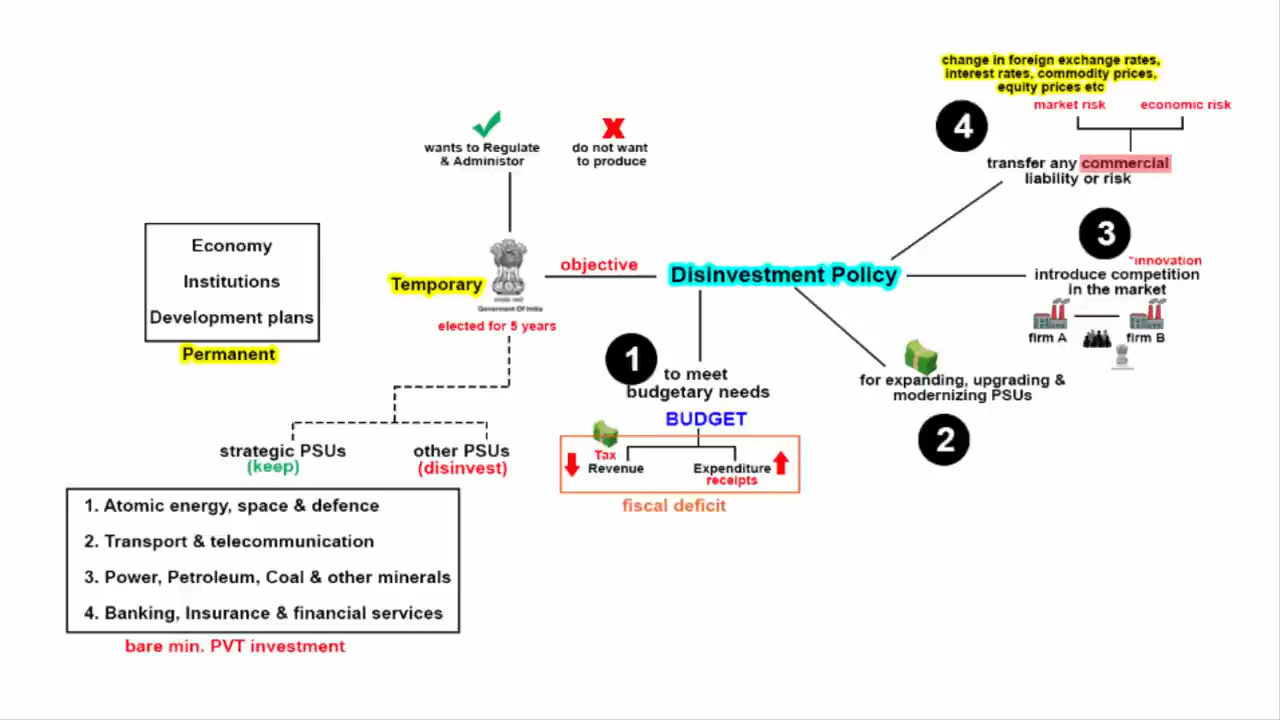 change in foreign exchange rates,
interest rates, commodity prices,
equity prices etc
market risk
economic risk
4
transfer any commercial
liability or risk
wants to Regulate
& Administor
X
do not want
to produce
3
"innovation
introduce competition
in the market
firm A
firm B
Economy
Institutions
Development plans
Permanent
Temporary
Government Of India
elected for 5 years
objective
Disinvestment Policy
1
to meet
budgetary needs
BUDGET
Tax
Revenue
Expenditure
receipts
fiscal deficit
for expanding, upgrading &
modernizing PSUs
2
strategic PSUs
(keep)
other PSUs
(disinvest)
1. Atomic energy, space & defence
2. Transport & telecommunication
3. Power, Petroleum, Coal & other minerals
4. Banking, Insurance & financial services
bare min. PVT investment